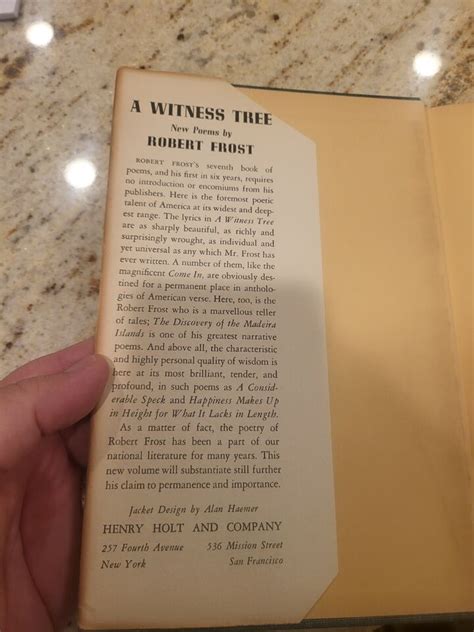 A WITNESS TREE
New Poems by
ROBERT FROST
ROBERT FROST'S seventh book of
poems, and his first in six years, requires
no introduction or encomiums from his
publishers. Here is the foremost poetic
talent of America at its widest and deep-
est range. The lyrics in A Witness Tree
are as sharply beautiful, as richly and
surprisingly wrought, as individual and
yet universal as any which Mr. Frost has
ever written. A number of them, like the
magnificent Come In, are obviously des-
tined for a permanent place in antholo-
gies of American verse. Here, too, is the
Robert Frost who is a marvellous teller
of tales; The Discovery of the Madeira
Islands is one of his greatest narrative
poems. And above all, the characteristic
and highly personal quality of wisdom is
here at its most brilliant, tender, and
profound, in such poems as A Consid-
erable Speck and Happiness Makes Up
in Height for What It Lacks in Length.
As a matter of fact, the poetry of
Robert Frost has been a part of our
national literature for many years. This
new volume will substantiate still further
his claim to permanence and importance.
Jacket Design by Alan Haemer
HENRY HOLT AND COMPANY
257 Fourth Avenue 536 Mission Street
New York San Francisco